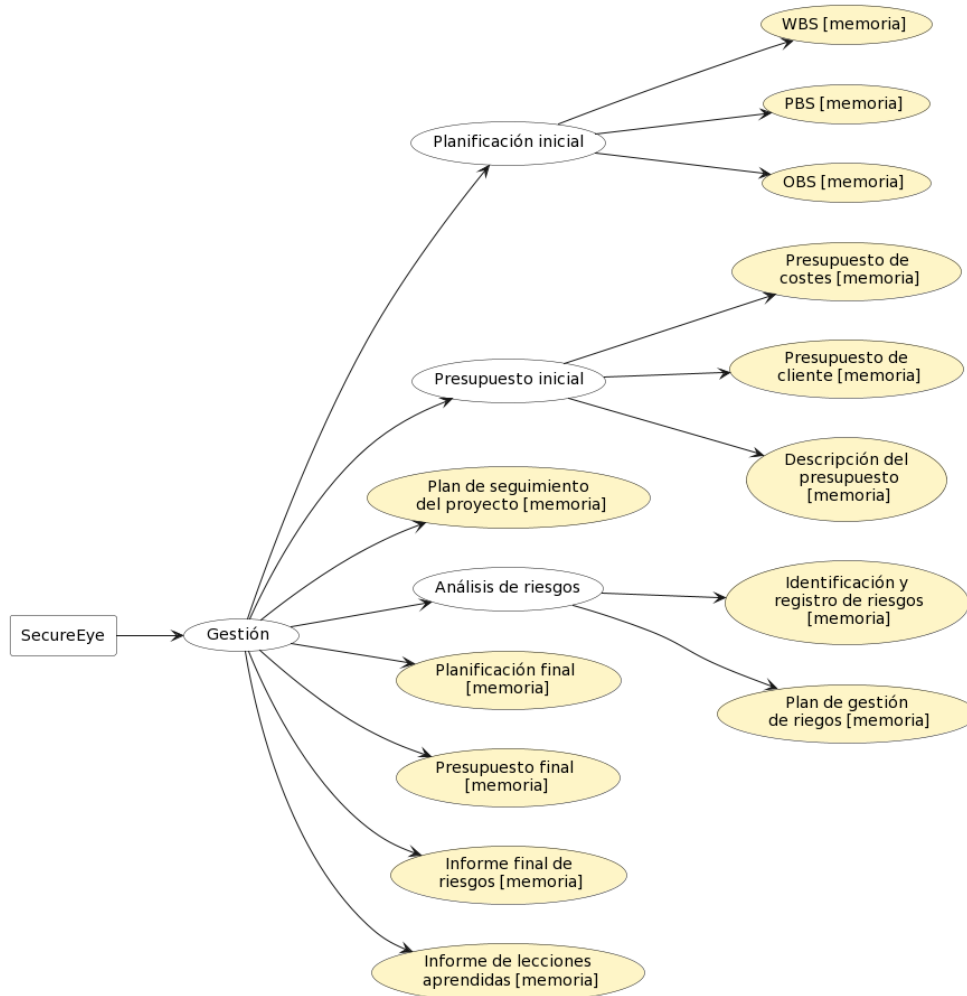 WBS [memoria]
PBS [memoria]
Planificación inicial
OBS [memoria]
Presupuesto de
costes [memoria]
Presupuesto de
cliente [memoria]
Presupuesto inicial
Descripción del
presupuesto
[memoria]
Plan de seguimiento
del proyecto [memoria]
Análisis de riesgos
Identificación y
registro de riesgos
[memoria]
SecureEye
Gestión
Planificación final
[memoria]
Plan de gestión
de riegos [memoria]
Presupuesto final
[memoria]
Informe final de
riesgos [memoria]
Informe de lecciones
aprendidas [memoria]